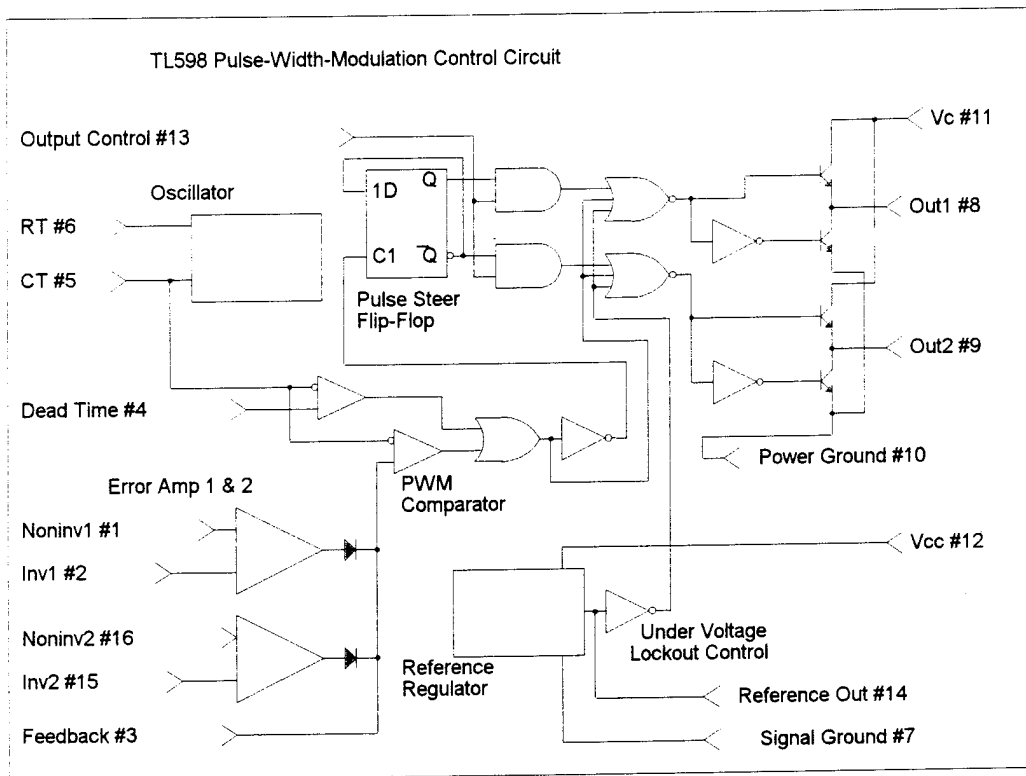 TL598 Pulse-Width-Modulation Control Circuit
Output Control #13
Vc #11
1D
Q
Oscillator
RT #6
Out1 #8
C1
Q
CT #5
Pulse Steer
Flip-Flop
Out2 #9
Dead Time #4
Power Ground #10
PWM
Comparator
Error Amp 1 & 2
Noninv1 #1
Vcc #12
Inv1 #2
Noninv2 #16
Under Voltage
Lockout Control
Reference
Regulator
Inv2 #15
Reference Out #14
Feedback #3
Signal Ground #7